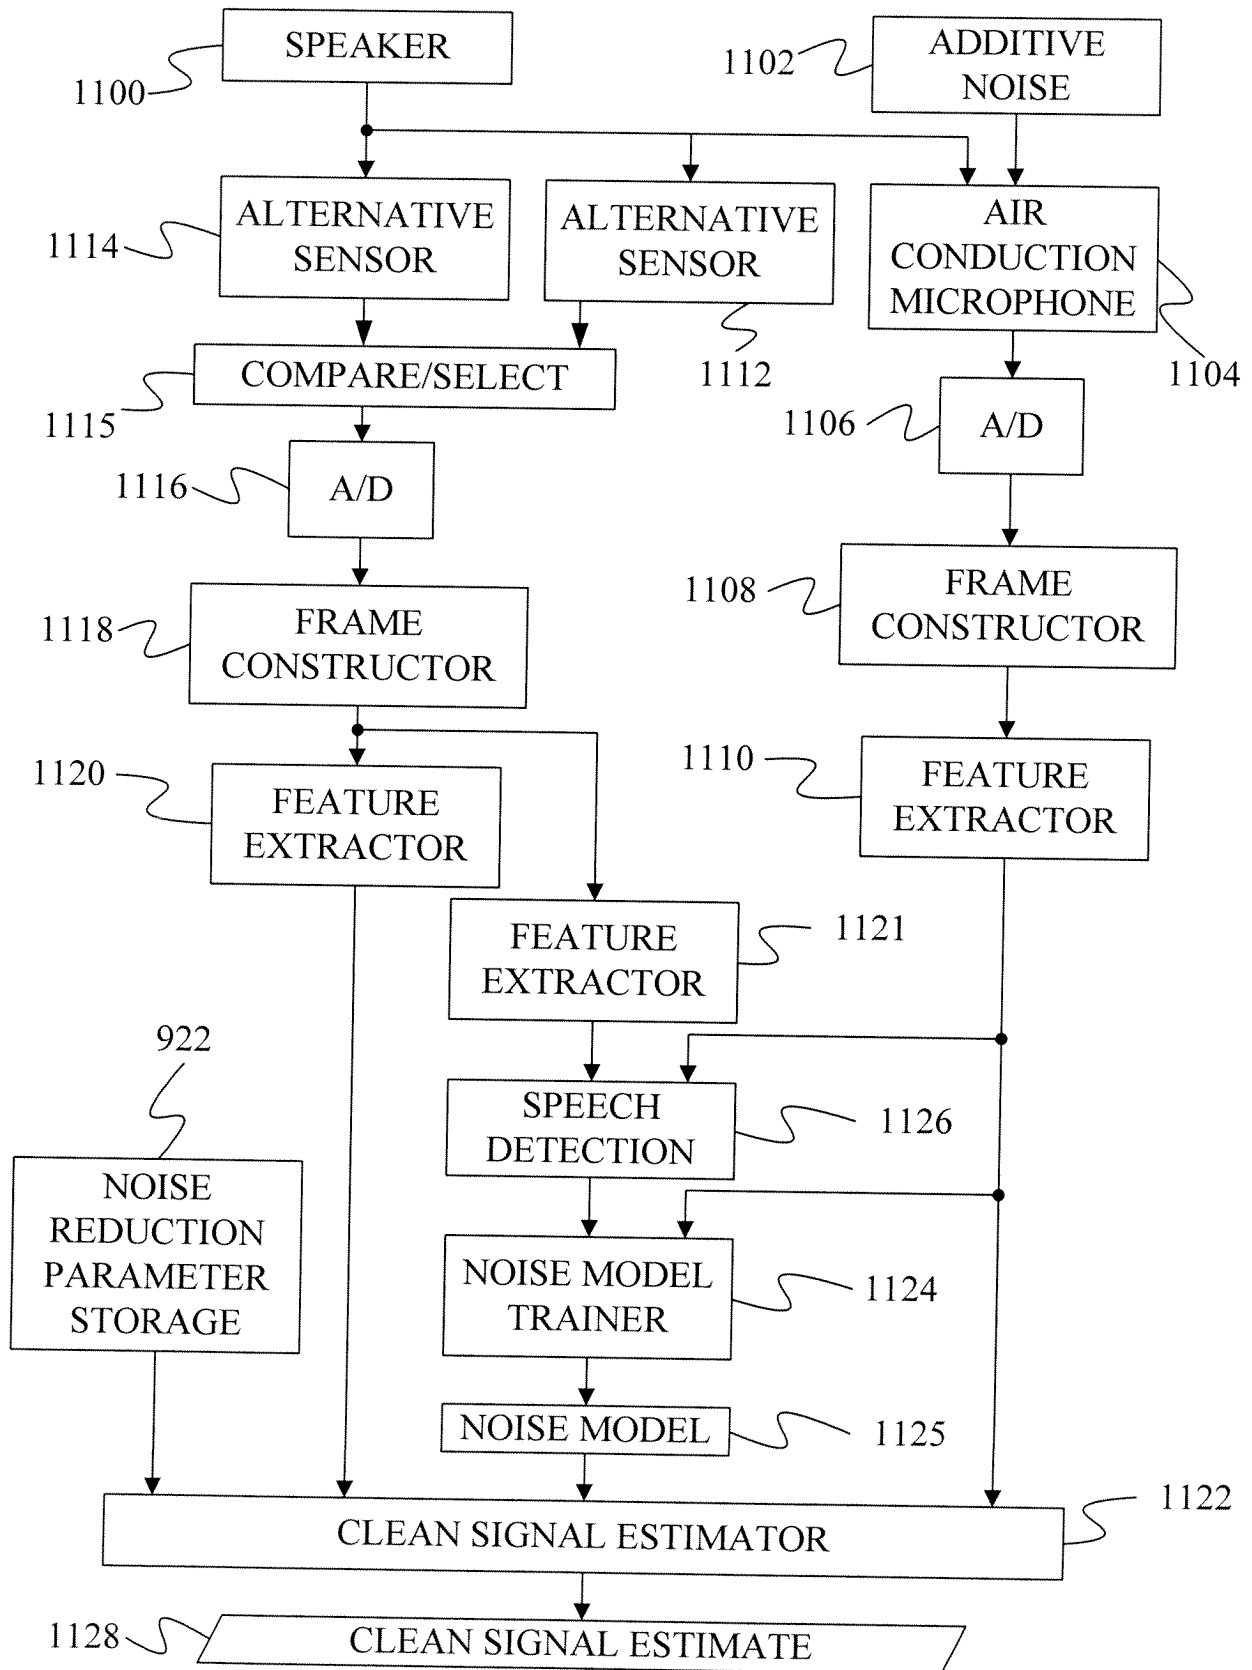 SPEAKER
1100
1102
ADDITIVE
NOISE
1114
ALTERNATIVE
SENSOR
ALTERNATIVE
SENSOR
1112
AIR
CONDUCTION
MICROPHONE
1104
COMPARE/SELECT
1115
1106
A/D
1116
A/D
1108
FRAME
CONSTRUCTOR
1118
FRAME
CONSTRUCTOR
1110
FEATURE
EXTRACTOR
1120
FEATURE
EXTRACTOR
FEATURE
EXTRACTOR
1121
922
SPEECH
DETECTION
1126
NOISE
REDUCTION
PARAMETER
STORAGE
NOISE MODEL
TRAINER
1124
NOISE MODEL
1125
1122
CLEAN SIGNAL ESTIMATOR
1128
CLEAN SIGNAL ESTIMATE